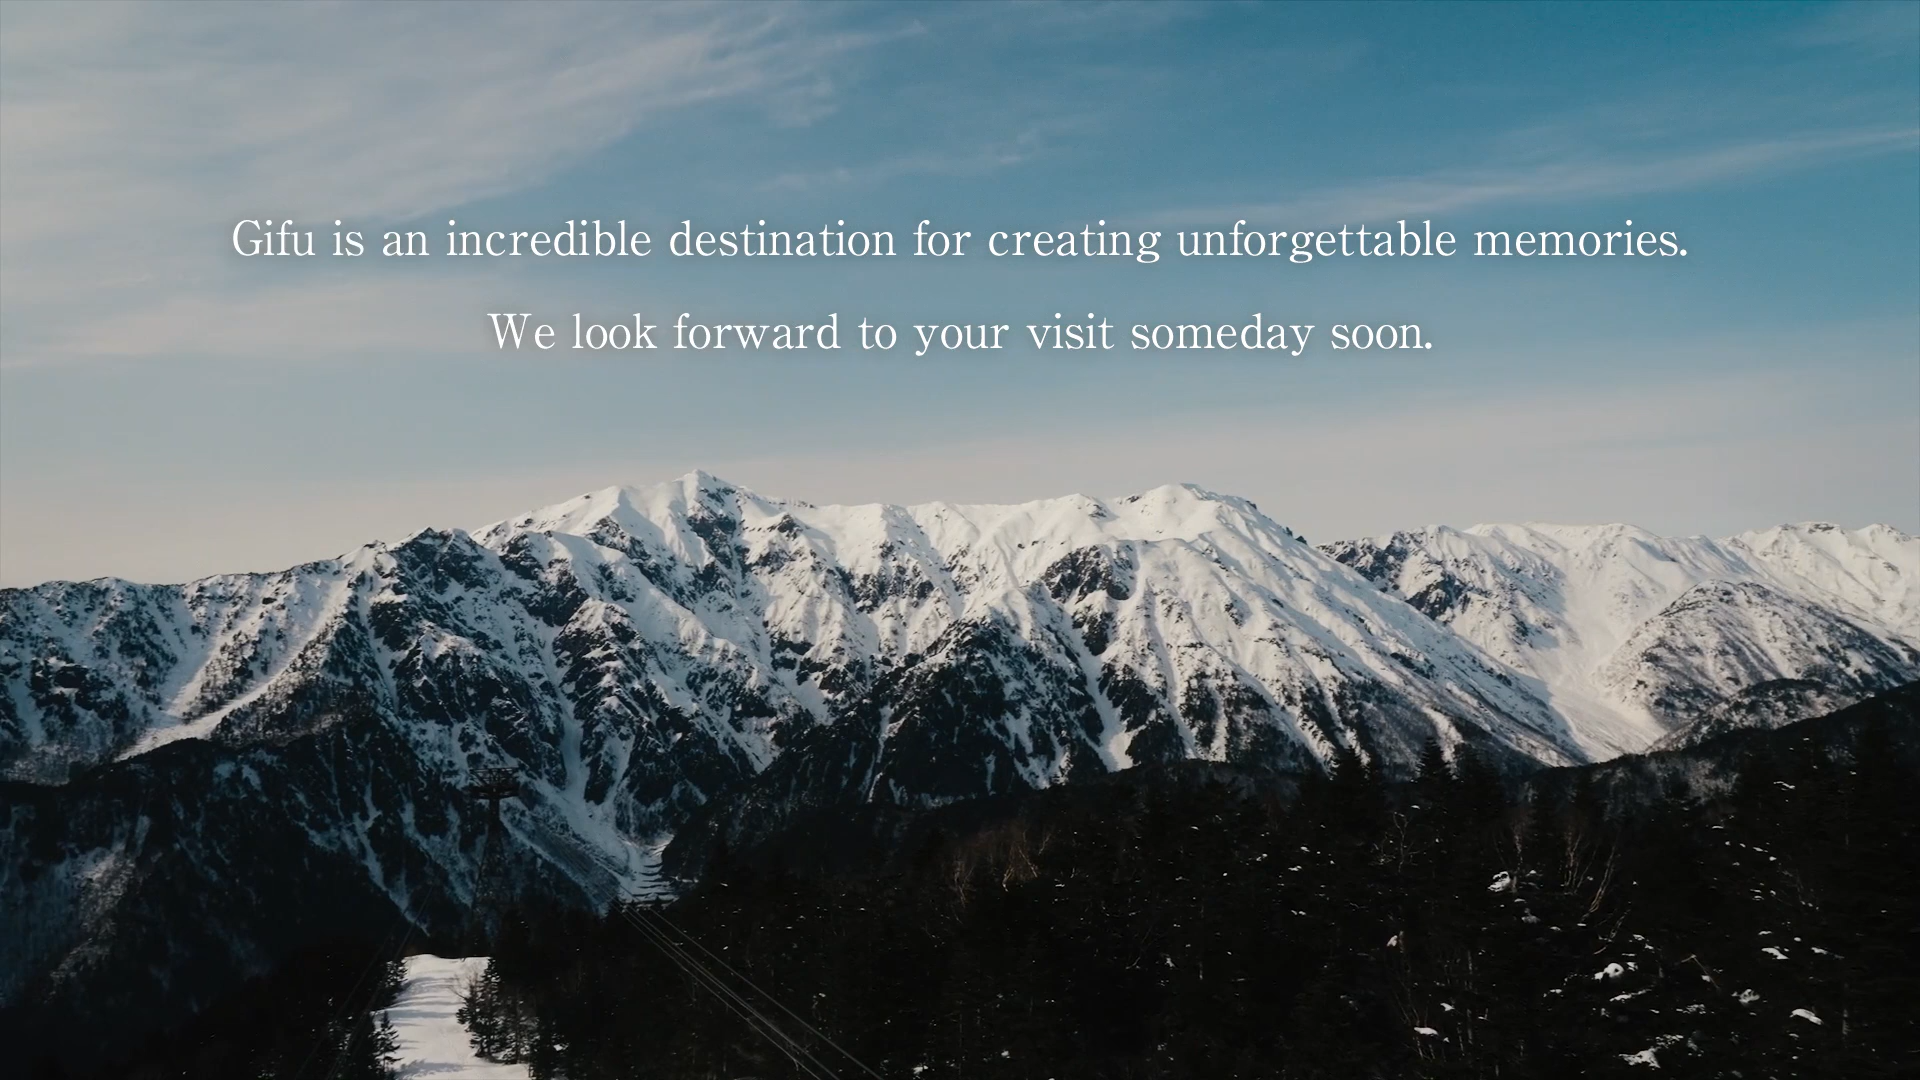 Gifu is an incredible destination for creating unforgettable memories.
We look forward to your visit someday soon.